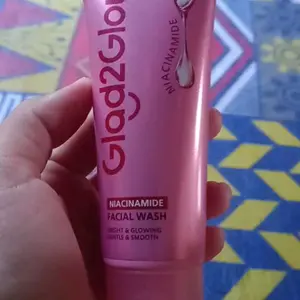 Glad2Glow
NIACINAMIDE
NIACINAMIDE
FACIAL WASH
BRIGHT & GLOWING
GENTLE & SMOOTH